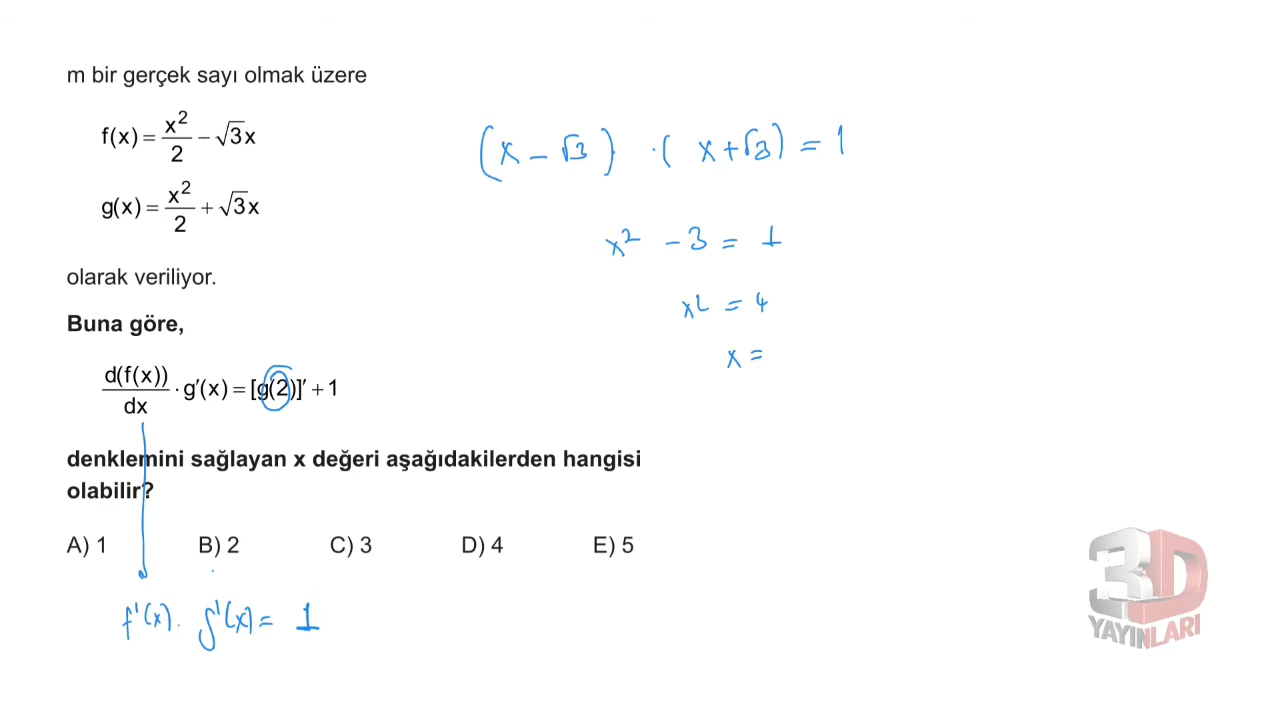 m bir gerçek sayı olmak üzere
f(x) = x²/2 − √3x
g(x) = x²/2 + √3x
olarak veriliyor.
Buna göre,
d(f(x))/dx · g′(x) = [g(2)]′ + 1
denklemini sağlayan x değeri aşağıdakilerden hangisi
olabilir?
A) 1 B) 2 C) 3 D) 4 E) 5
f'(x). g'(x) = 1
(x − √3) · (x + √3) = 1
x² − 3 = 1
x² = 4
x =
3D
YAYINLARI